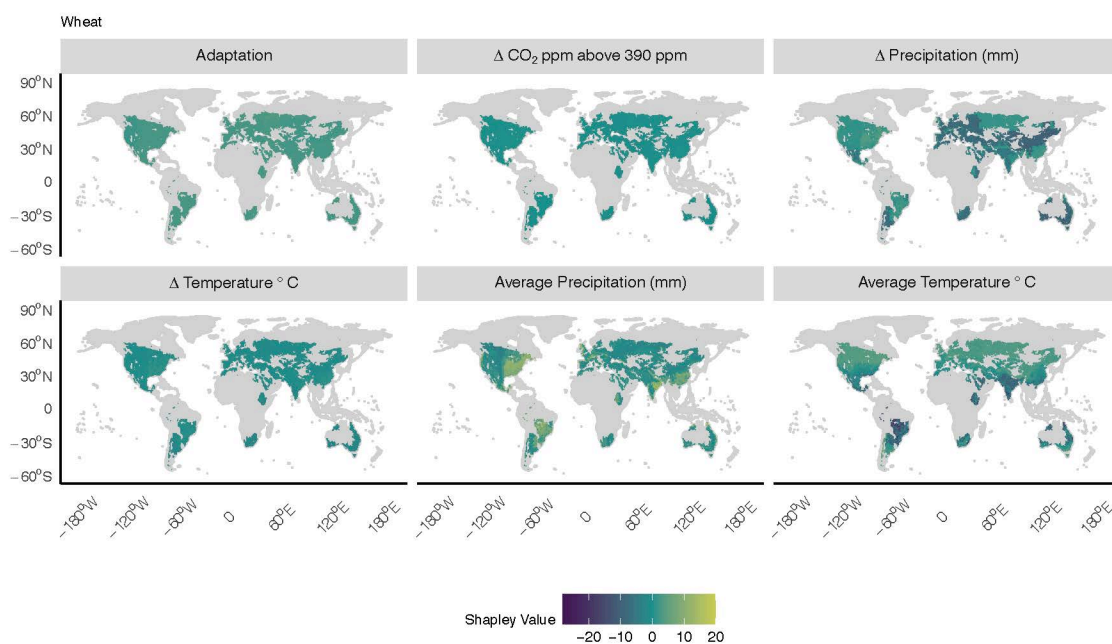 Wheat
Adaptation
Δ CO₂ ppm above 390 ppm
Δ Precipitation (mm)
90°N
60°N
30°N
0
−30°S
−60°S
Δ Temperature ° C
Average Precipitation (mm)
Average Temperature ° C
90°N
60°N
30°N
0
−30°S
−60°S
−180°W −120°W −60°W 0 60°E 120°E 180°E −180°W −120°W −60°W 0 60°E 120°E 180°E −180°W −120°W −60°W 0 60°E 120°E 180°E
Shapley Value
−20 −10 0 10 20